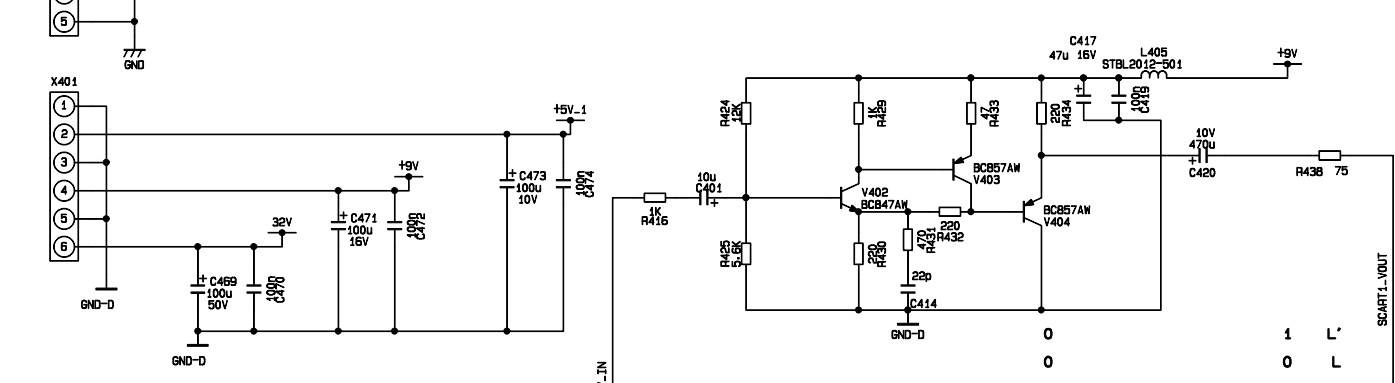 5
GND
X401
1
2
3
4
5
6
GND-D
+5V_1
+9V
32V
C473
100u
10V
100n
C474
C471
100u
16V
100n
C472
C469
100u
50V
100n
C470
GND-D
1K
R416
10u
C401
R424
12K
R425
5.6K
1K
R429
V402
BC847AW
220
R430
47
R433
BC857AW
V403
470
R431
220
R432
22p
C414
GND-D
220
R434
BC857AW
V404
C417
47u 16V
100n
C419
L405
STBL2012-501
+9V
10V
470u
C420
R438 75
SCART1_VOUT
_IN
0 1 L'
0 0 L